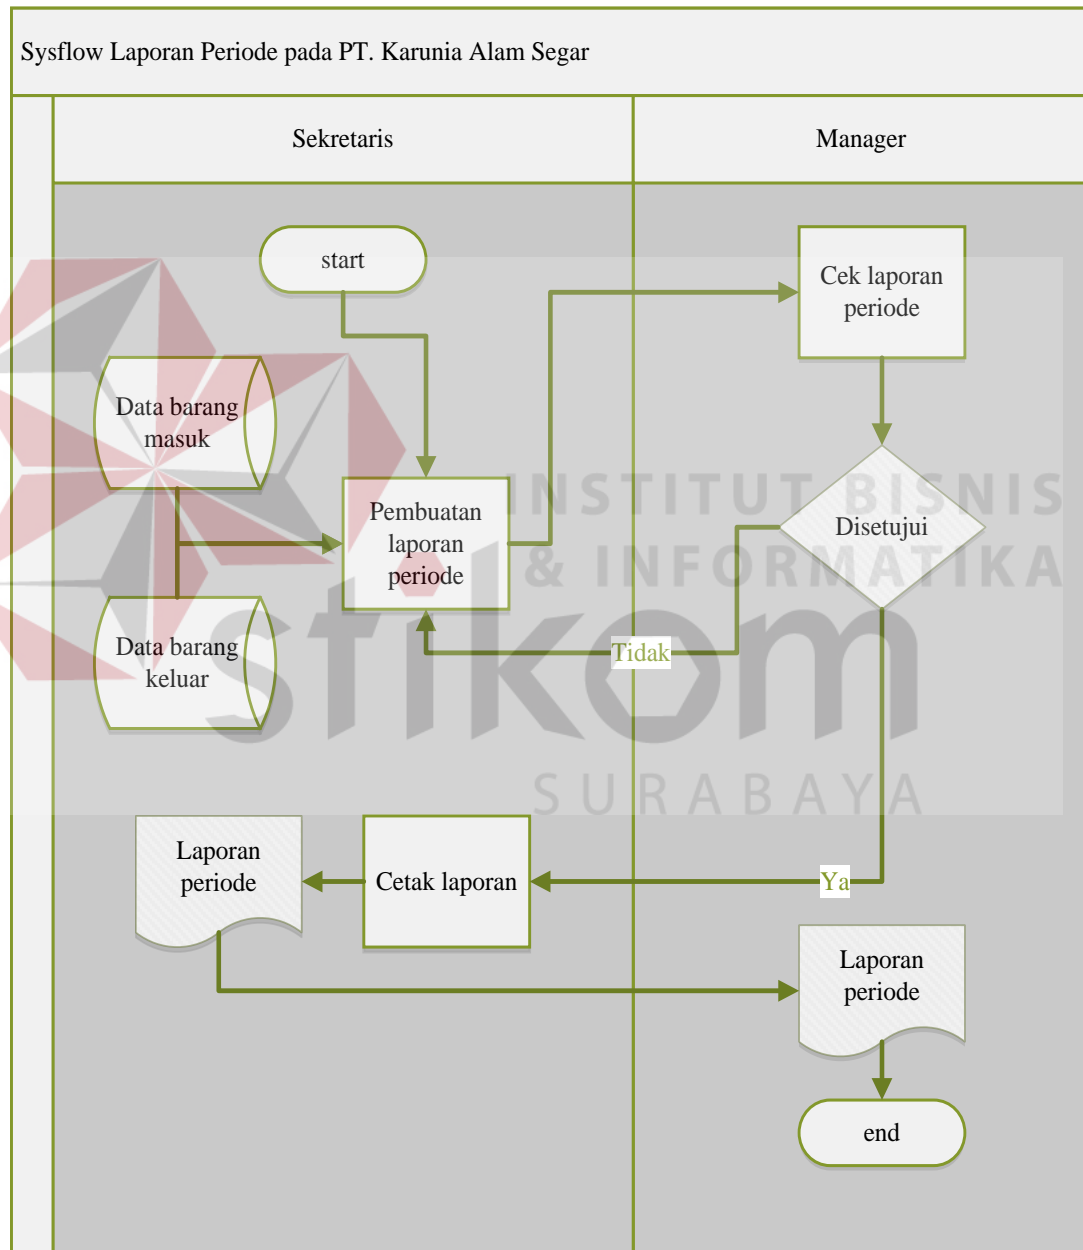 Sysflow Laporan Periode pada PT. Karunia Alam Segar
Sekretaris
Manager
start
Cek laporan
periode
Data barang
masuk
Pembuatan
laporan
periode
Disetujui
INSTITUT BISNIS
& INFORMATIKA
stikom
SURABAYA
Tidak
Data barang
keluar
Laporan
periode
Cetak laporan
Ya
Laporan
periode
end